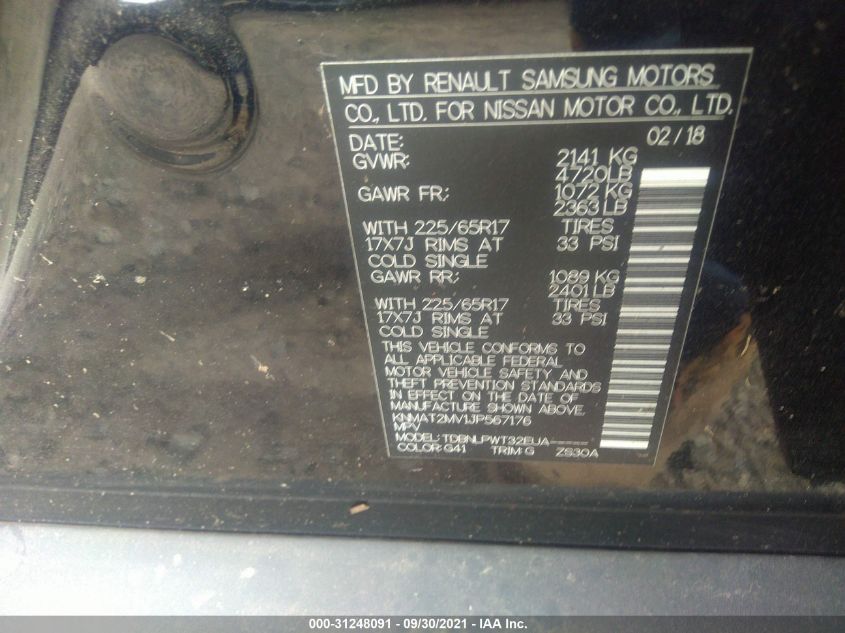 MFD BY RENAULT SAMSUNG MOTORS
CO., LTD. FOR NISSAN MOTOR CO., LTD.
DATE: 02/18
GVWR: 2141 KG
4720LB
GAWR FR: 1072 KG
2363 LB
WITH 225/65R17 TIRES
17X7J RIMS AT 33 PSI
COLD SINGLE
GAWR RR: 1089 KG
2401 LB
WITH 225/65R17 TIRES
17X7J RIMS AT 33 PSI
COLD SINGLE
THIS VEHICLE CONFORMS TO
ALL APPLICABLE FEDERAL
MOTOR VEHICLE SAFETY AND
THEFT PREVENTION STANDARDS
IN EFFECT ON THE DATE OF
MANUFACTURE SHOWN ABOVE.
KNMAT2MV1JP567176
MPV
MODEL: TDBNLPWT32EUA-----
COLOR: G41 TRIM: G ZS30A
000-31248091 - 09/30/2021 - IAA Inc.